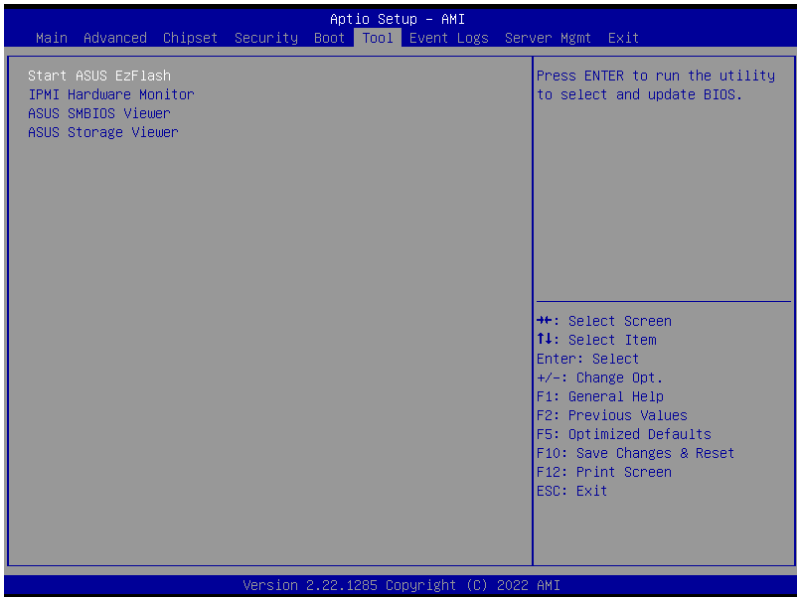 Aptio Setup - AMI
Main Advanced Chipset Security Boot Tool Event Logs Server Mgmt Exit
Start ASUS EzFlash
IPMI Hardware Monitor
ASUS SMBIOS Viewer
ASUS Storage Viewer
Press ENTER to run the utility
to select and update BIOS.
→←: Select Screen
↑↓: Select Item
Enter: Select
+/-: Change Opt.
F1: General Help
F2: Previous Values
F5: Optimized Defaults
F10: Save Changes & Reset
F12: Print Screen
ESC: Exit
Version 2.22.1285 Copyright (C) 2022 AMI